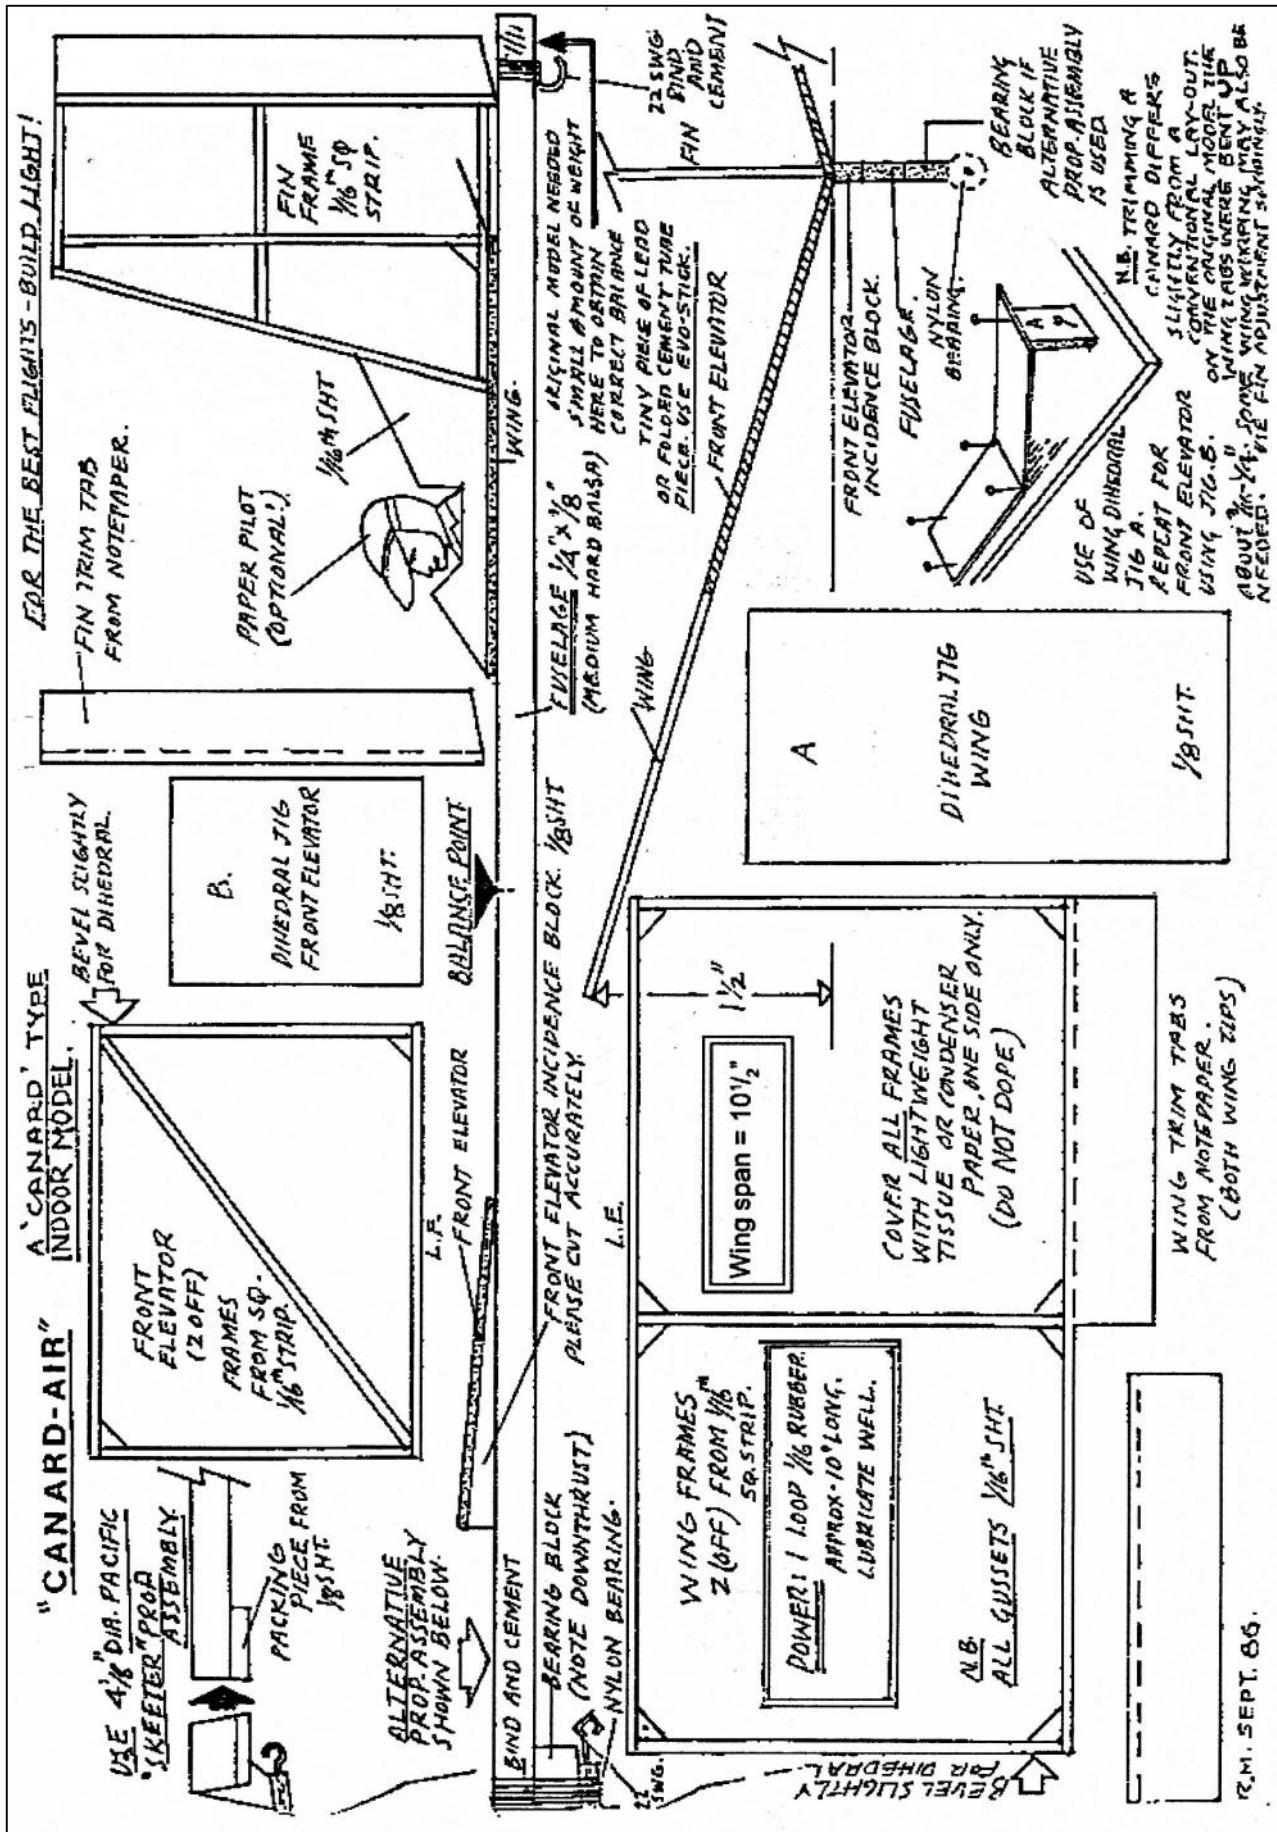 "CANARD-AIR"
A 'CANARD' TYPE
INDOOR MODEL.
FOR THE BEST FLIGHTS - BUILD LIGHT!
USE 4⅛" DIA. PACIFIC
"SKEETER" PROP
ASSEMBLY.
PACKING
PIECE FROM
⅛ SHT.
FRONT
ELEVATOR
(2 OFF)
FRAMES
FROM SQ.
1/16" STRIP.
L.E.
BEVEL SLIGHTLY
FOR DIHEDRAL.
B.
DIHEDRAL JIG
FRONT ELEVATOR
⅛ SHT.
FIN TRIM TAB
FROM NOTEPAPER.
PAPER PILOT
(OPTIONAL!)
1/16" SHT
FIN
FRAME
1/16" SQ
STRIP.
ALTERNATIVE
PROP. ASSEMBLY
SHOWN BELOW.
FRONT ELEVATOR
BALANCE POINT
WING.
BIND AND CEMENT
BEARING BLOCK
(NOTE DOWNTHRUST)
NYLON BEARING.
22
SWG.
FRONT ELEVATOR INCIDENCE BLOCK. ⅛ SHT
PLEASE CUT ACCURATELY.
FUSELAGE ¼" X ⅛"
(MEDIUM HARD BALSA)
ORIGINAL MODEL NEEDED
SMALL AMOUNT OF WEIGHT
HERE TO OBTAIN
CORRECT BALANCE
TINY PIECE OF LEAD
OR FOLDED CEMENT TUBE
PIECE. USE EVO-STICK.
22 SWG
BIND
AND
CEMENT
BEVEL SLIGHTLY
FOR DIHEDRAL
L.E.
WING FRAMES
2 (OFF) FROM 1/16"
SQ. STRIP.
POWER: 1 LOOP 1/16 RUBBER.
APPROX. 10" LONG.
LUBRICATE WELL.
N.B.
ALL GUSSETS 1/16" SHT.
Wing span = 10½"
COVER ALL FRAMES
WITH LIGHTWEIGHT
TISSUE OR CONDENSER
PAPER, ONE SIDE ONLY.
(DO NOT DOPE)
1½"
WING
FRONT ELEVATOR
FIN
FRONT ELEVATOR
INCIDENCE BLOCK.
FUSELAGE.
NYLON
BEARING.
BEARING
BLOCK IF
ALTERNATIVE
PROP. ASSEMBLY
IS USED
A
DIHEDRAL JIG
WING
⅛ SHT.
USE OF
WING DIHEDRAL
JIG A.
REPEAT FOR
FRONT ELEVATOR
USING JIG. B.
A
N.B. TRIMMING A
CANARD DIFFERS
SLIGHTLY FROM A
CONVENTIONAL LAY-OUT.
ON THE ORIGINAL MODEL THE
WING TABS WERE BENT UP
ABOUT 3/16-1/4". SOME WING WARPING MAY ALSO BE
NEEDED.
FIN ADJUSTMENT
WING TRIM TABS
FROM NOTEPAPER.
(BOTH WING TIPS)
R.M. SEPT. 86.